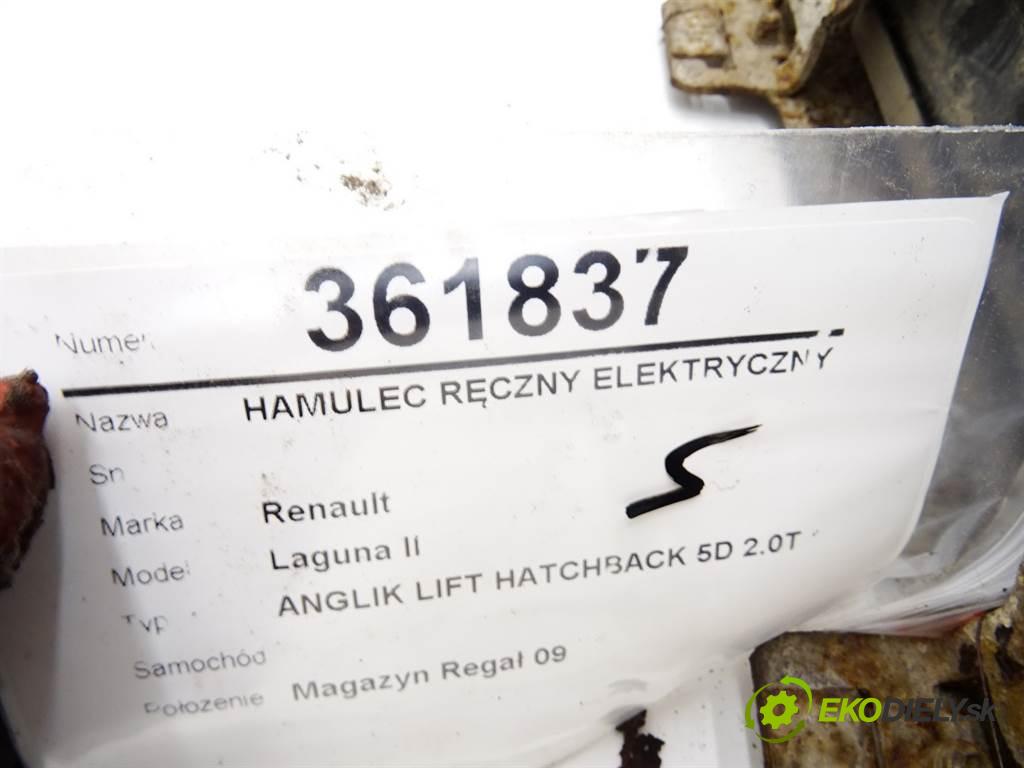 Numer 361837
Nazwa HAMULEC RĘCZNY ELEKTRYCZNY
Sn
Marka Renault
Model Laguna II
Typ ANGLIK LIFT HATCHBACK 5D 2.0T
Samochód
Położenie Magazyn Regał 09
S
EKODIELY.sk